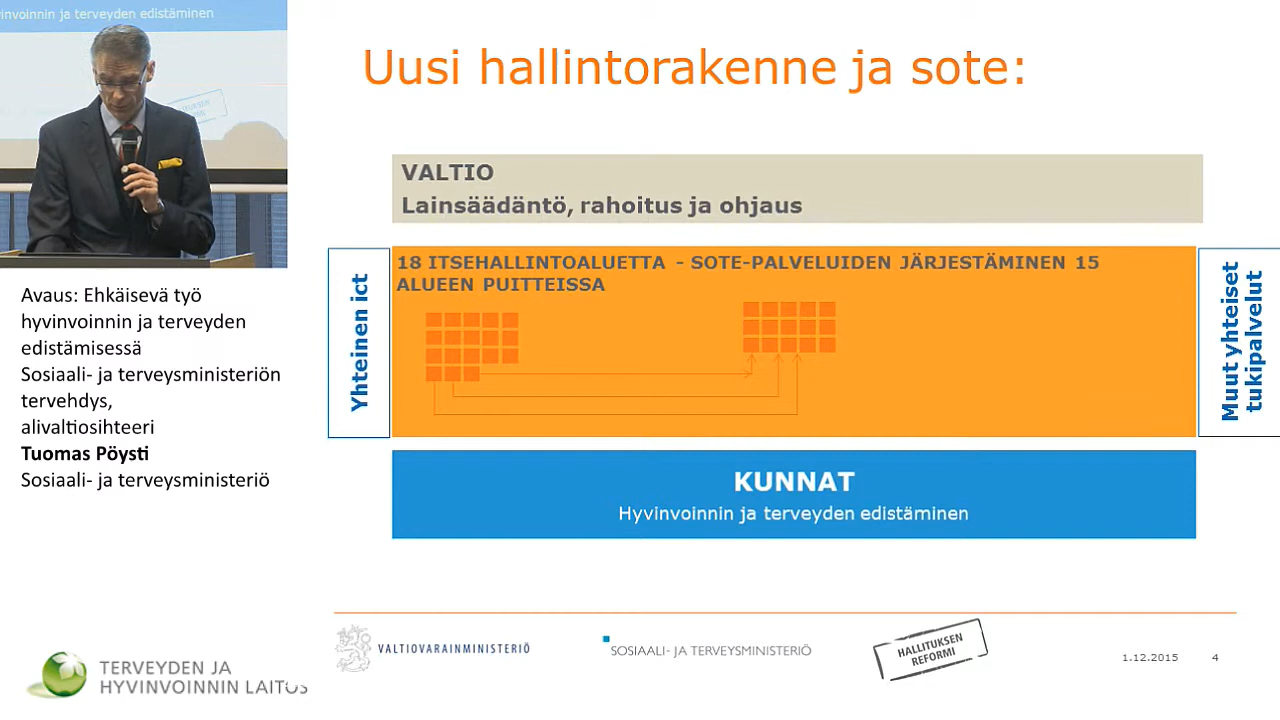 invoinnin ja terveyden edistäminen
Uusi hallintorakenne ja sote:
VALTIO
Lainsäädäntö, rahoitus ja ohjaus
Yhteinen ict
18 ITSEHALLINTOALUETTA - SOTE-PALVELUIDEN JÄRJESTÄMINEN 15
ALUEEN PUITTEISSA
Muut yhteiset
tukipalvelut
KUNNAT
Hyvinvoinnin ja terveyden edistäminen
Avaus: Ehkäisevä työ
hyvinvoinnin ja terveyden
edistämisessä
Sosiaali- ja terveysministeriön
tervehdys,
alivaltiosihteeri
Tuomas Pöysti
Sosiaali- ja terveysministeriö
VALTIOVARAINMINISTERIÖ
SOSIAALI- JA TERVEYSMINISTERIÖ
HALLITUKSEN
REFORMI
1.12.2015 4
TERVEYDEN JA
HYVINVOINNIN LAITOS